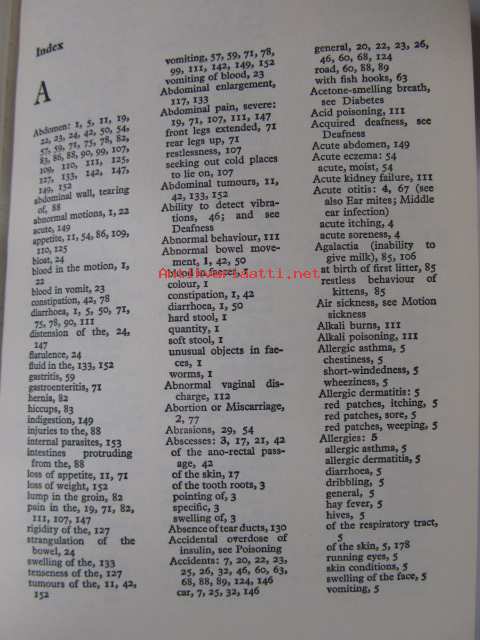 Index
A
Abdomen: 1, 5, 11, 19,
22, 23, 24, 42, 50, 54,
57, 59, 71, 75, 78, 82,
83, 86, 88, 90, 99, 107,
109, 110, 111, 125,
127, 133, 142, 147,
149, 152
abdominal wall, tearing
of, 88
abnormal motions, 1, 22
acute, 149
appetite, 11, 54, 86, 109,
110, 125
bloat, 24
blood in the motion, 1,
22
blood in vomit, 23
constipation, 42, 78
diarrhoea, 1, 5, 50, 71,
75, 78, 90, 111
distension of the, 24,
147
flatulence, 24
fluid in the, 133, 152
gastritis, 59
gastroenteritis, 71
hernia, 82
hiccups, 83
indigestion, 149
injuries to the, 88
internal parasites, 153
intestines protruding
from the, 88
loss of appetite, 11, 71
loss of weight, 152
lump in the groin, 82
pain in the, 19, 71, 82,
111, 107, 147
rigidity of the, 127
strangulation of the
bowel, 24
swelling of the, 133
tenseness of the, 127
tumours of the, 11, 42,
152
vomiting, 57, 59, 71, 78,
99, 111, 142, 149, 152
vomiting of blood, 23
Abdominal enlargement,
117, 133
Abdominal pain, severe:
19, 71, 107, 111, 147
front legs extended, 71
rear legs up, 71
restlessness, 107
seeking out cold places
to lie on, 107
Abdominal tumours, 11,
42, 133, 152
Ability to detect vibra-
tions, 46; and see
Deafness
Abnormal behaviour, 111
Abnormal bowel move-
ment, 1, 42, 50
blood in faeces, 1
colour, 1
constipation, 1, 42
diarrhoea, 1, 50
hard stool, 1
quantity, 1
soft stool, 1
unusual objects in fae-
ces, 1
worms, 1
Abnormal vaginal dis-
charge, 112
Abortion or Miscarriage,
2, 77
Abrasions, 29, 54
Abscesses: 3, 17, 21, 42
of the ano-rectal pass-
age, 42
of the skin, 17
of the tooth roots, 3
pointing of, 3
specific, 3
swelling of, 3
Absence of tear ducts, 130
Accidental overdose of
insulin, see Poisoning
Accidents: 7, 20, 22, 23,
25, 26, 32, 46, 60, 63,
68, 88, 89, 124, 146
car, 7, 25, 32, 146
general, 20, 22, 23, 26,
46, 60, 68, 124
road, 60, 88, 89
with fish hooks, 63
Acetone-smelling breath,
see Diabetes
Acid poisoning, 111
Acquired deafness, see
Deafness
Acute abdomen, 149
Acute eczema: 54
acute, moist, 54
Acute kidney failure, 111
Acute otitis: 4, 67 (see
also Ear mites; Middle
ear infection)
acute itching, 4
acute soreness, 4
Agalactia (inability to
give milk), 85, 106
at birth of first litter, 85
restless behaviour of
kittens, 85
Air sickness, see Motion
sickness
Alkali burns, 111
Alkali poisoning, 111
Allergic asthma, 5
chestiness, 5
short-windedness, 5
wheeziness, 5
Allergic dermatitis: 5
red patches, itching, 5
red patches, sore, 5
red patches, weeping, 5
Allergies: 5
allergic asthma, 5
allergic dermatitis, 5
diarrhoea, 5
dribbling, 5
general, 5
hay fever, 5
hives, 5
of the respiratory tract,
5
of the skin, 5, 178
running eyes, 5
skin conditions, 5
swelling of the face, 5
vomiting, 5